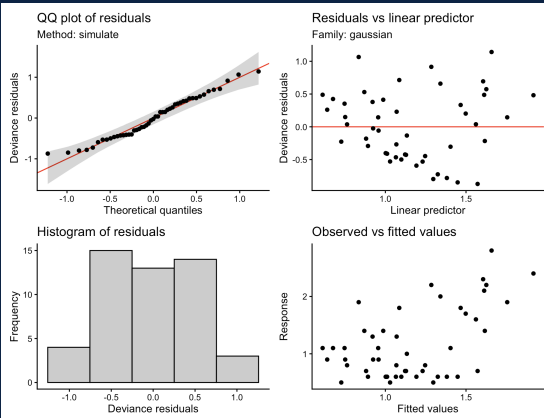 QQ plot of residuals
Method: simulate
Deviance residuals
1
0
-1
-1.0 -0.5 0.0 0.5 1.0
Theoretical quantiles
Residuals vs linear predictor
Family: gaussian
Deviance residuals
1.0
0.5
0.0
-0.5
1.0 1.5
Linear predictor
Histogram of residuals
Frequency
15
10
5
0
-1.0 -0.5 0.0 0.5 1.0
Deviance residuals
Observed vs fitted values
Response
2
1
1.0 1.5
Fitted values